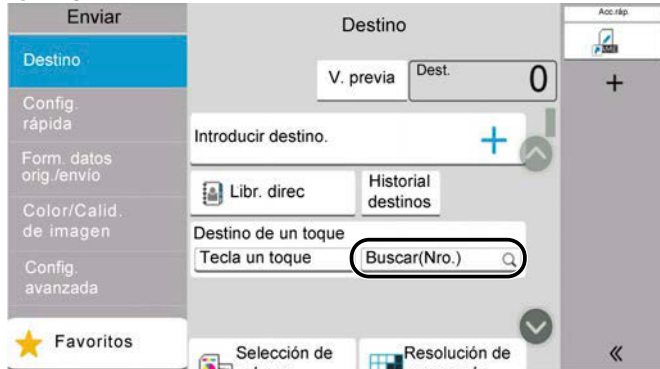 Enviar
Destino
Acc.ráp.
Destino
V. previa
Dest.
0
Config.
rápida
Introducir destino.
Form. datos
orig./envío
Libr. direc
Historial
destinos
Color/Calid.
de imagen
Destino de un toque
Tecla un toque
Buscar(Nro.)
Config.
avanzada
Favoritos
Selección de
Resolución de